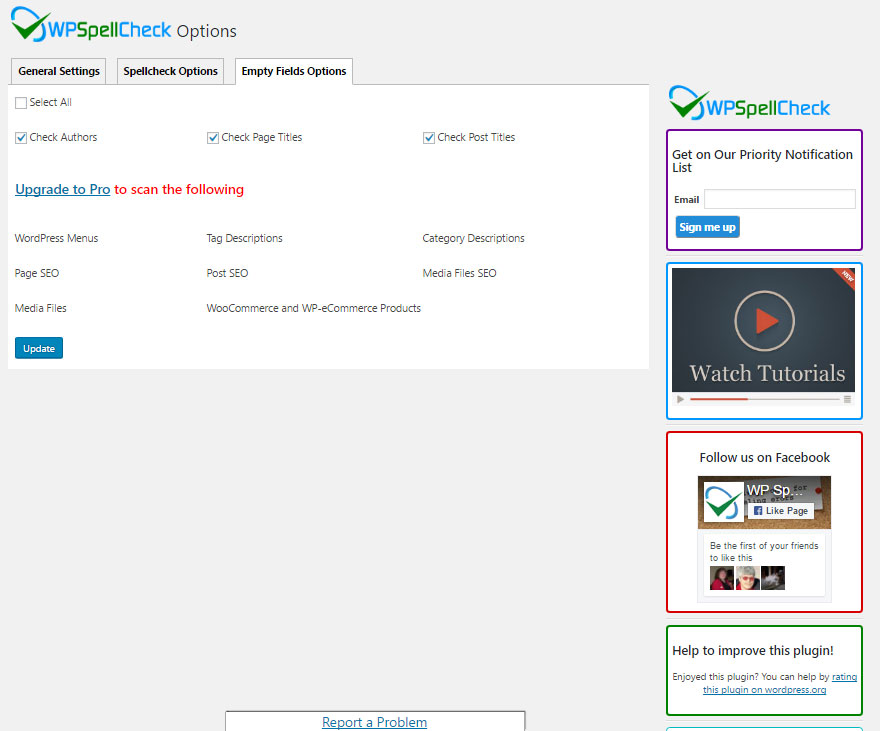 WPSpellCheck Options
General Settings
Spellcheck Options
Empty Fields Options
Select All
Check Authors
Check Page Titles
Check Post Titles
Upgrade to Pro to scan the following
WordPress Menus
Tag Descriptions
Category Descriptions
Page SEO
Post SEO
Media Files SEO
Media Files
WooCommerce and WP-eCommerce Products
Update
WPSpellCheck
Get on Our Priority Notification
List
Email
Sign me up
NEW
Watch Tutorials
Follow us on Facebook
WP Sp...
Like Page
Be the first of your friends
to like this
Help to improve this plugin!
Enjoyed this plugin? You can help by rating
this plugin on wordpress.org
Report a Problem